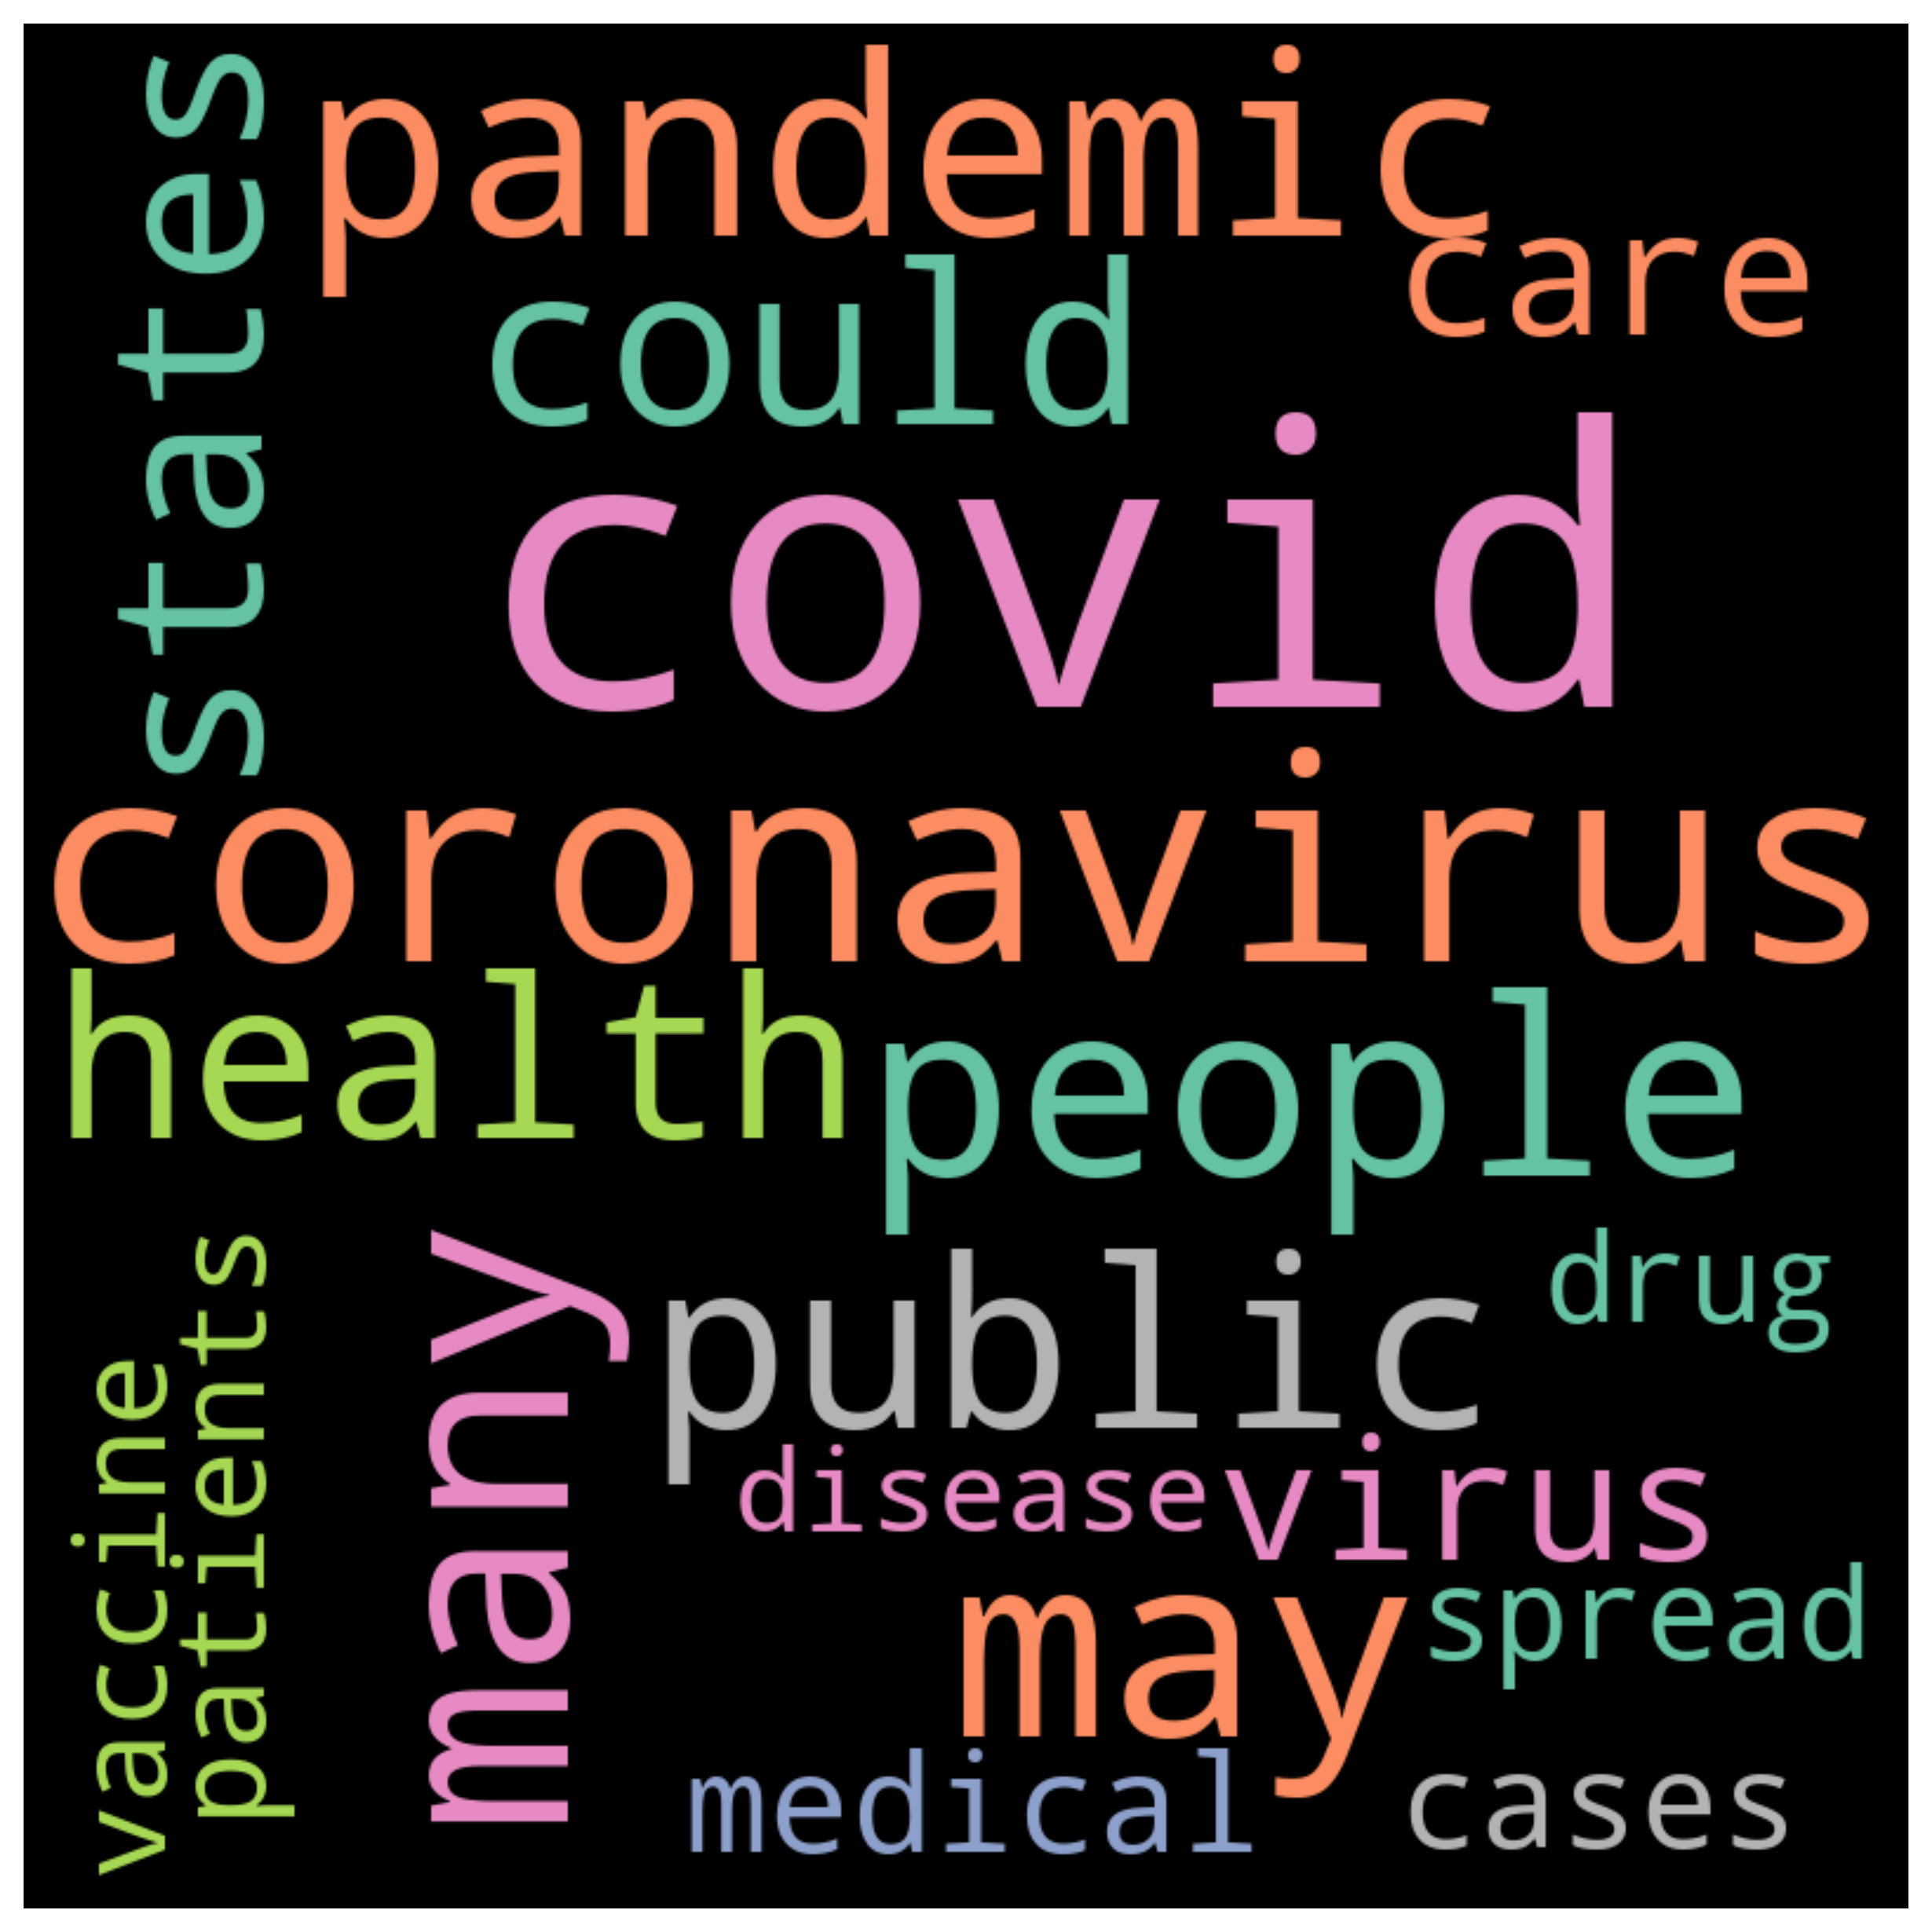 states
pandemic
care
could
covid
coronavirus
health
people
many
public
drug
patients
vaccine
disease
virus
may
spread
medical
cases